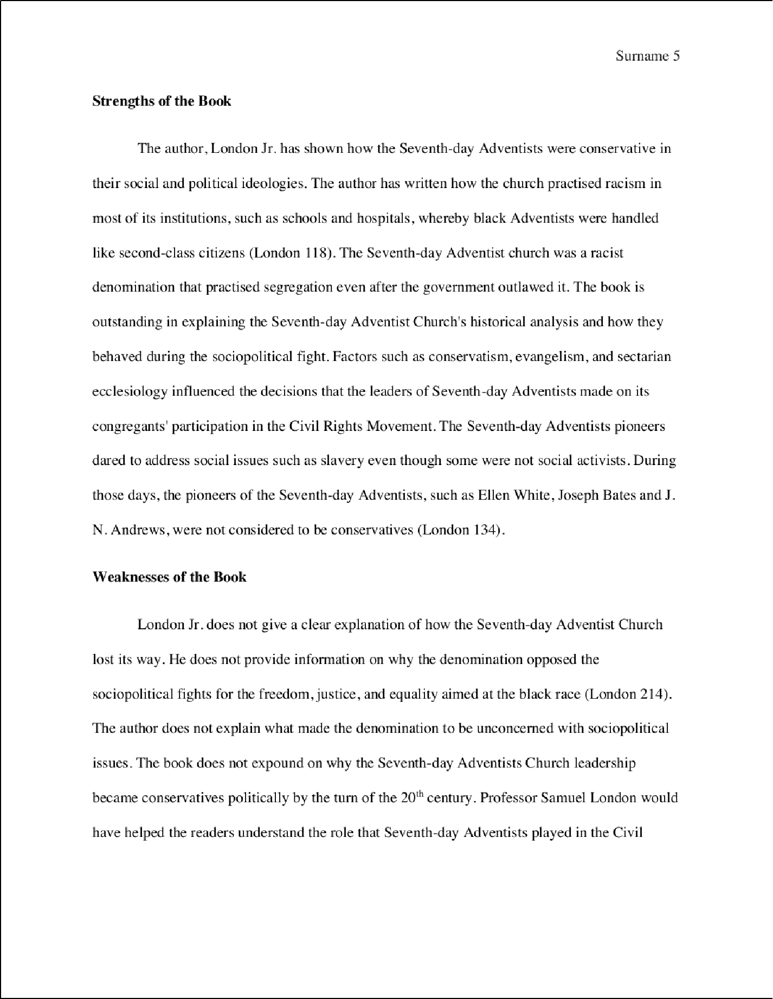 Surname 5
Strengths of the Book
The author, London Jr. has shown how the Seventh-day Adventists were conservative in
their social and political ideologies. The author has written how the church practised racism in
most of its institutions, such as schools and hospitals, whereby black Adventists were handled
like second-class citizens (London 118). The Seventh-day Adventist church was a racist
denomination that practised segregation even after the government outlawed it. The book is
outstanding in explaining the Seventh-day Adventist Church's historical analysis and how they
behaved during the sociopolitical fight. Factors such as conservatism, evangelism, and sectarian
ecclesiology influenced the decisions that the leaders of Seventh-day Adventists made on its
congregants' participation in the Civil Rights Movement. The Seventh-day Adventists pioneers
dared to address social issues such as slavery even though some were not social activists. During
those days, the pioneers of the Seventh-day Adventists, such as Ellen White, Joseph Bates and J.
N. Andrews, were not considered to be conservatives (London 134).
Weaknesses of the Book
London Jr. does not give a clear explanation of how the Seventh-day Adventist Church
lost its way. He does not provide information on why the denomination opposed the
sociopolitical fights for the freedom, justice, and equality aimed at the black race (London 214).
The author does not explain what made the denomination to be unconcerned with sociopolitical
issues. The book does not expound on why the Seventh-day Adventists Church leadership
became conservatives politically by the turn of the 20th century. Professor Samuel London would
have helped the readers understand the role that Seventh-day Adventists played in the Civil